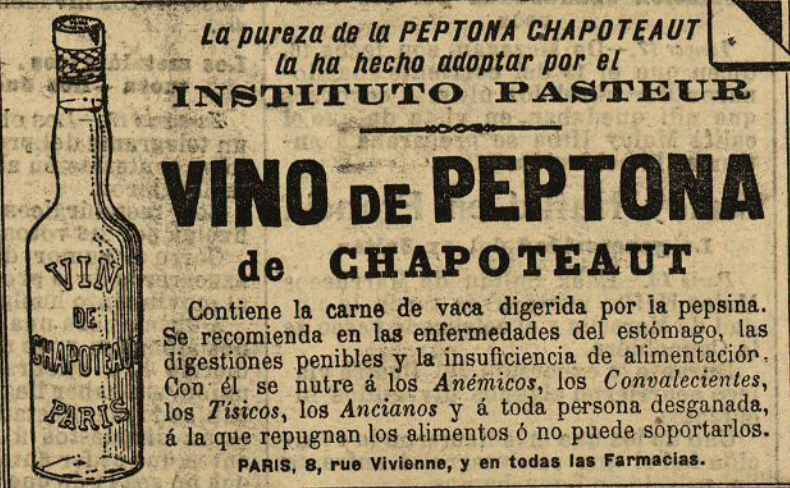 La pureza de la PEPTONA CHAPOTEAUT
la ha hecho adoptar por el
INSTITUTO PASTEUR
VINO DE PEPTONA
de CHAPOTEAUT
Contiene la carne de vaca digerida por la pepsina.
Se recomienda en las enfermedades del estómago, las
digestiones penibles y la insuficiencia de alimentación.
Con él se nutre á los Anémicos, los Convalecientes,
los Tísicos, los Ancianos y á toda persona desganada,
á la que repugnan los alimentos ó no puede soportarlos.
PARIS, 8, rue Vivienne, y en todas las Farmacias.
VIN
DE
CHAPOTEAUT
PARIS